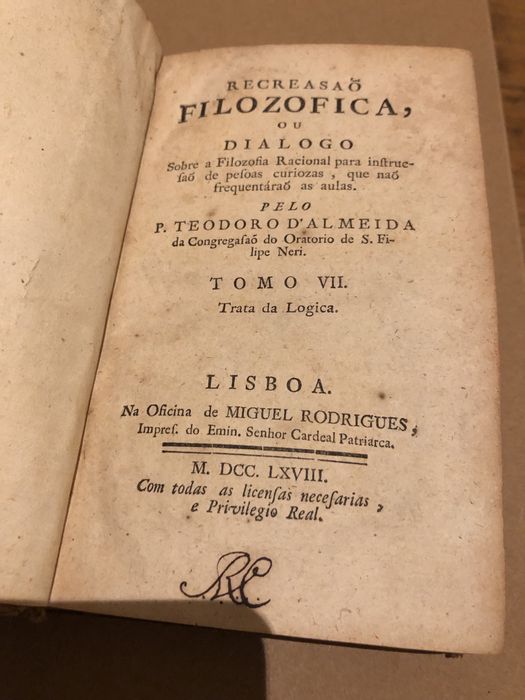 RECREASAÕ
FILOZOFICA,
OU
DIALOGO
Sobre a Filozofia Racional para inſtrue-
ſaõ de peſoas curiozas, que naõ
frequentáraõ as aulas.
PELO
P. TEODORO D'ALMEIDA
da Congregaſaõ do Oratorio de S. Fi-
lipe Neri.
TOMO VII.
Trata da Logica.
LISBOA.
Na Oficina de MIGUEL RODRIGUES,
Impreſ. do Emin. Senhor Cardeal Patriarca.
M. DCC. LXVIII.
Com todas as licenſas neceſarias,
e Privilegio Real.